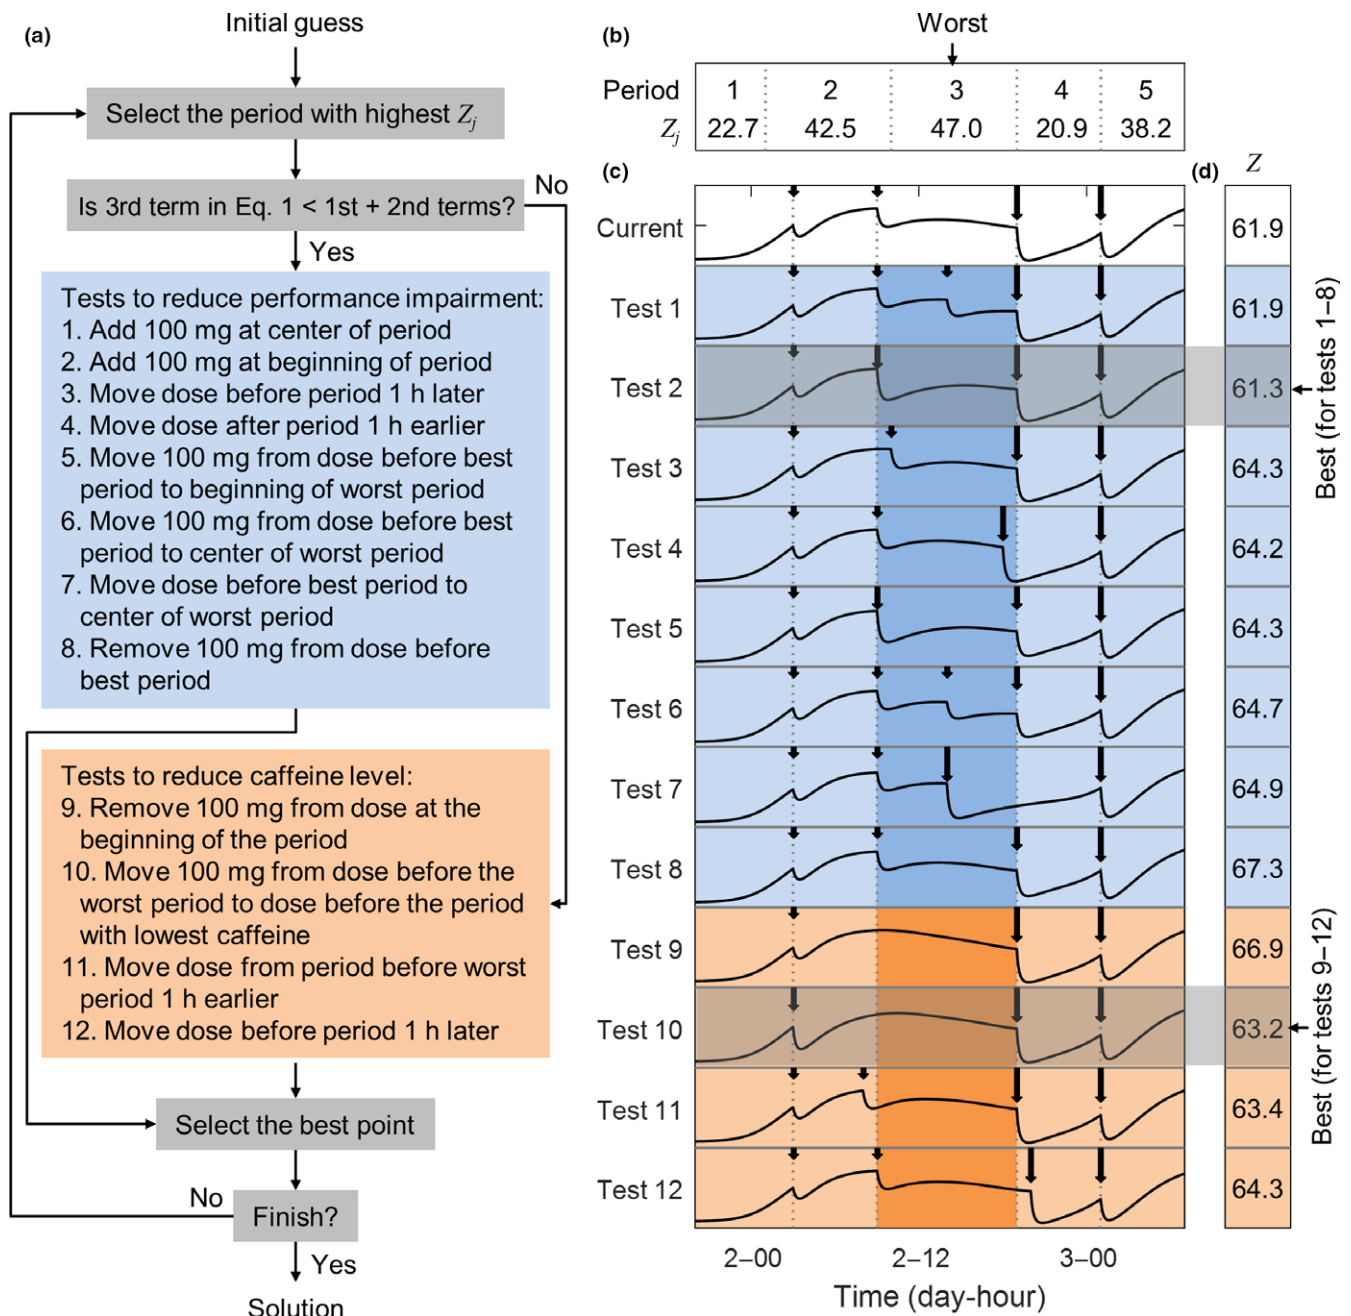 (a)
Initial guess
Select the period with highest Zj
Is 3rd term in Eq. 1 < 1st + 2nd terms?
No
Yes
Tests to reduce performance impairment:
1. Add 100 mg at center of period
2. Add 100 mg at beginning of period
3. Move dose before period 1 h later
4. Move dose after period 1 h earlier
5. Move 100 mg from dose before best
period to beginning of worst period
6. Move 100 mg from dose before best
period to center of worst period
7. Move dose before best period to
center of worst period
8. Remove 100 mg from dose before
best period
Tests to reduce caffeine level:
9. Remove 100 mg from dose at the
beginning of the period
10. Move 100 mg from dose before the
worst period to dose before the period
with lowest caffeine
11. Move dose from period before worst
period 1 h earlier
12. Move dose before period 1 h later
Select the best point
No
Finish?
Yes
Solution
(b)
Worst
Period 1 2 3 4 5
Zj 22.7 42.5 47.0 20.9 38.2
(c)
(d)
Z
Current 61.9
Test 1 61.9
Test 2 61.3
Test 3 64.3
Test 4 64.2
Test 5 64.3
Test 6 64.7
Test 7 64.9
Test 8 67.3
Test 9 66.9
Test 10 63.2
Test 11 63.4
Test 12 64.3
Best (for tests 1–8)
Best (for tests 9–12)
2–00 2–12 3–00
Time (day-hour)